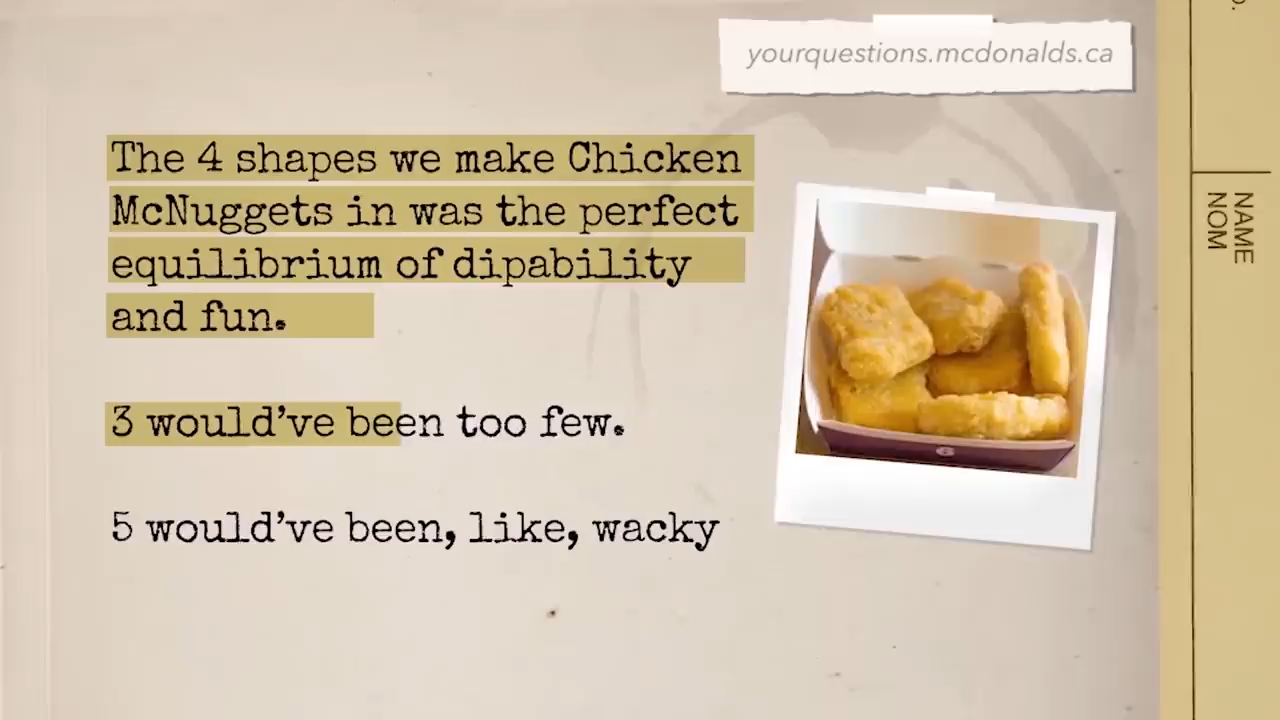 yourquestions.mcdonalds.ca
The 4 shapes we make Chicken
McNuggets in was the perfect
equilibrium of dipability
and fun.
3 would’ve been too few.
5 would’ve been, like, wacky
NAME
NOM